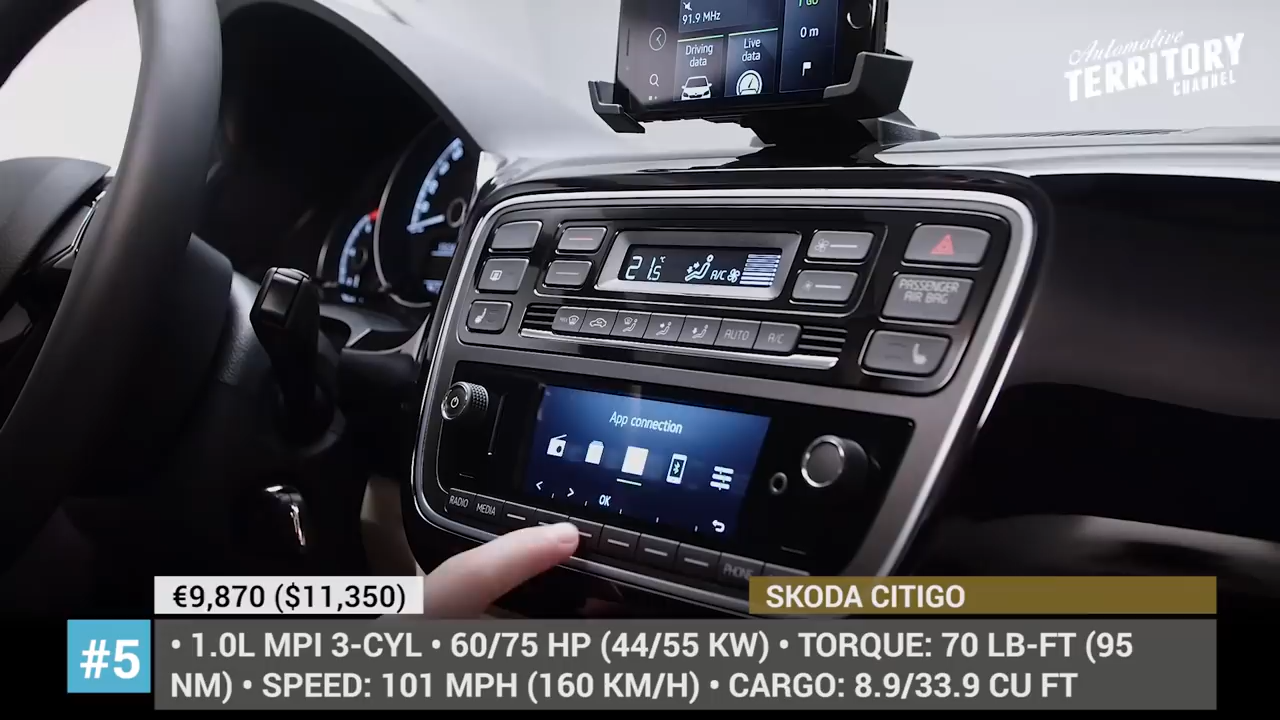 91.9 MHz
0 m
Driving
data
Live
data
Automotive
TERRITORY
CHANNEL
21.5 °C
A/C
PASSENGER
AIR BAG
AUTO
A/C
App connection
OK
RADIO
MEDIA
PHONE
€9,870 ($11,350)
SKODA CITIGO
#5
• 1.0L MPI 3-CYL • 60/75 HP (44/55 KW) • TORQUE: 70 LB-FT (95
NM) • SPEED: 101 MPH (160 KM/H) • CARGO: 8.9/33.9 CU FT